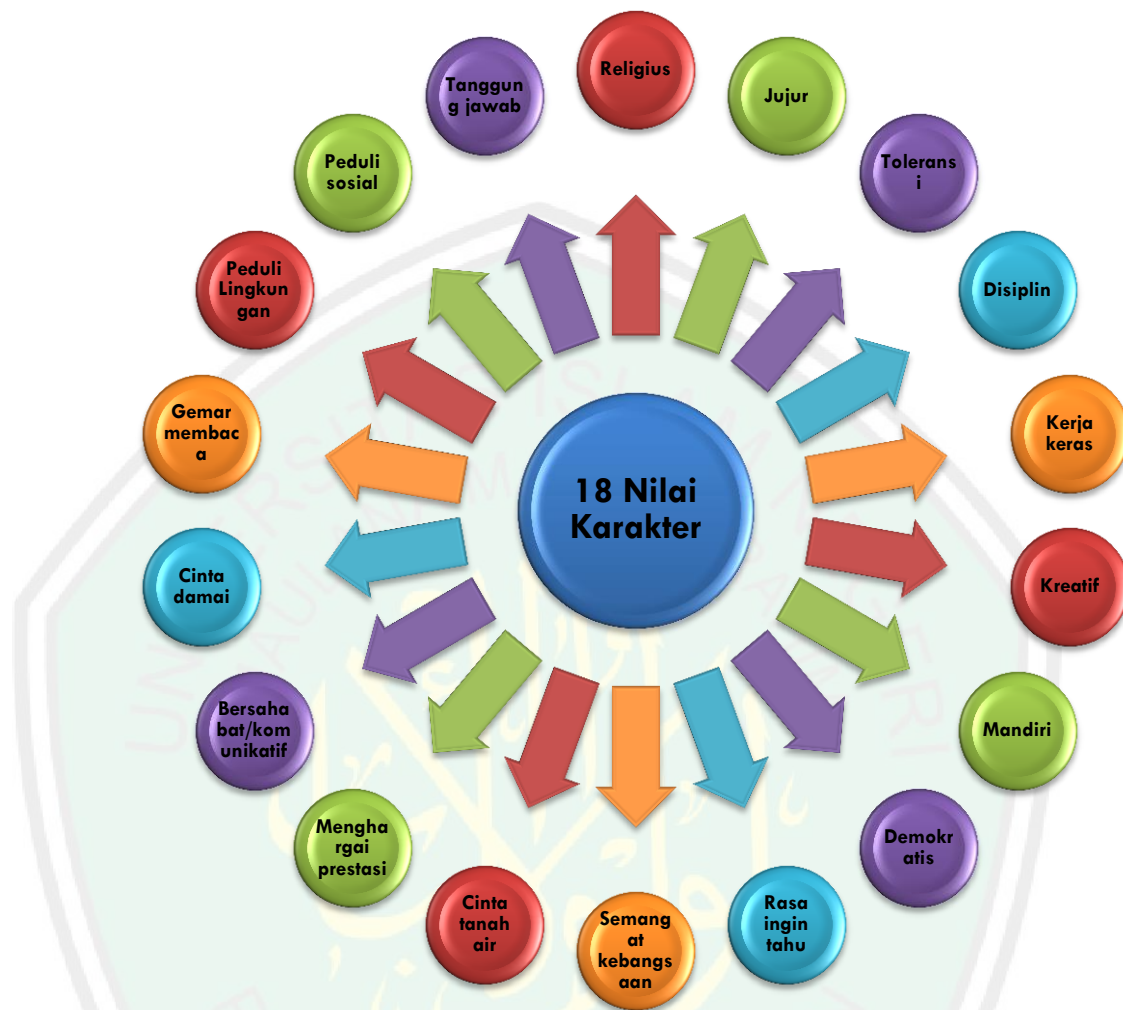 Religius
Jujur
Tolerans
i
Disiplin
Kerja
keras
Kreatif
Mandiri
Demokr
atis
Rasa
ingin
tahu
Semang
at
kebangs
aan
Cinta
tanah
air
Mengha
rgai
prestasi
Bersaha
bat/kom
unikatif
Cinta
damai
Gemar
membac
a
Peduli
Lingkun
gan
Peduli
sosial
Tanggun
g jawab
18 Nilai
Karakter